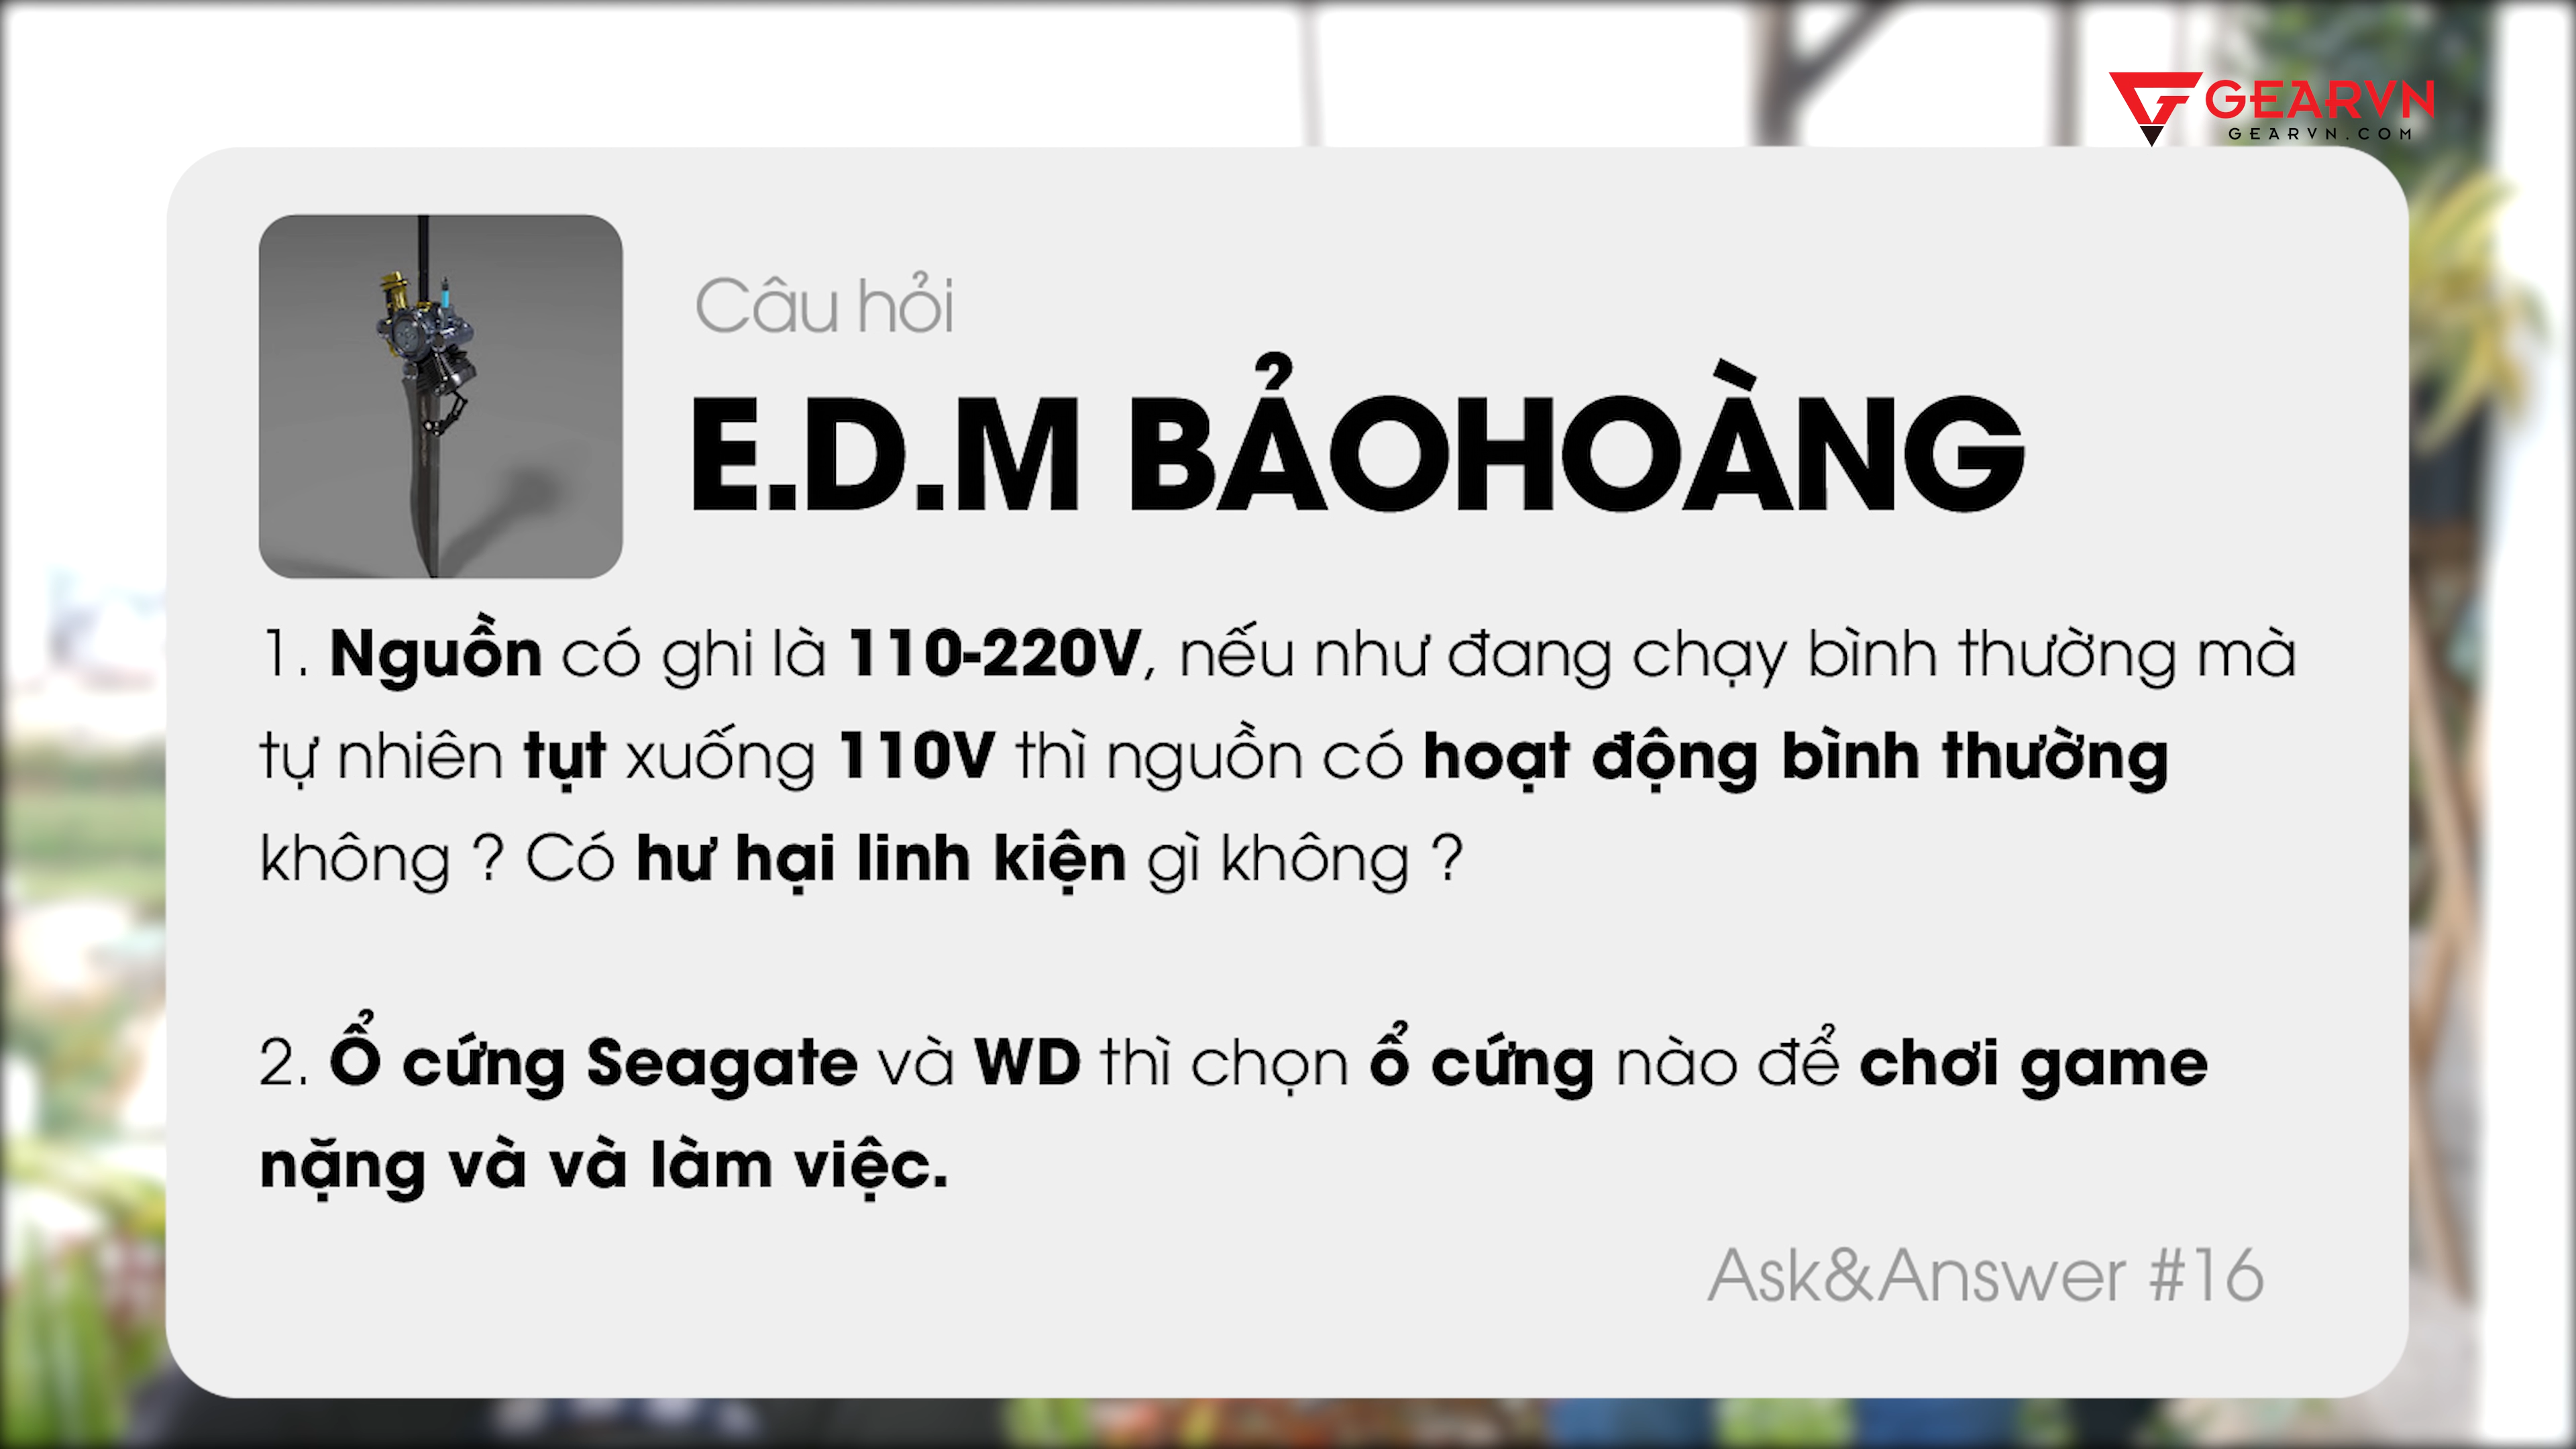 GEARVN
GEARVN.COM
Câu hỏi
E.D.M BẢOHOÀNG
1. Nguồn có ghi là 110-220V, nếu như đang chạy bình thường mà
tự nhiên tụt xuống 110V thì nguồn có hoạt động bình thường
không ? Có hư hại linh kiện gì không ?
2. Ổ cứng Seagate và WD thì chọn ổ cứng nào để chơi game
nặng và và làm việc.
Ask&Answer #16